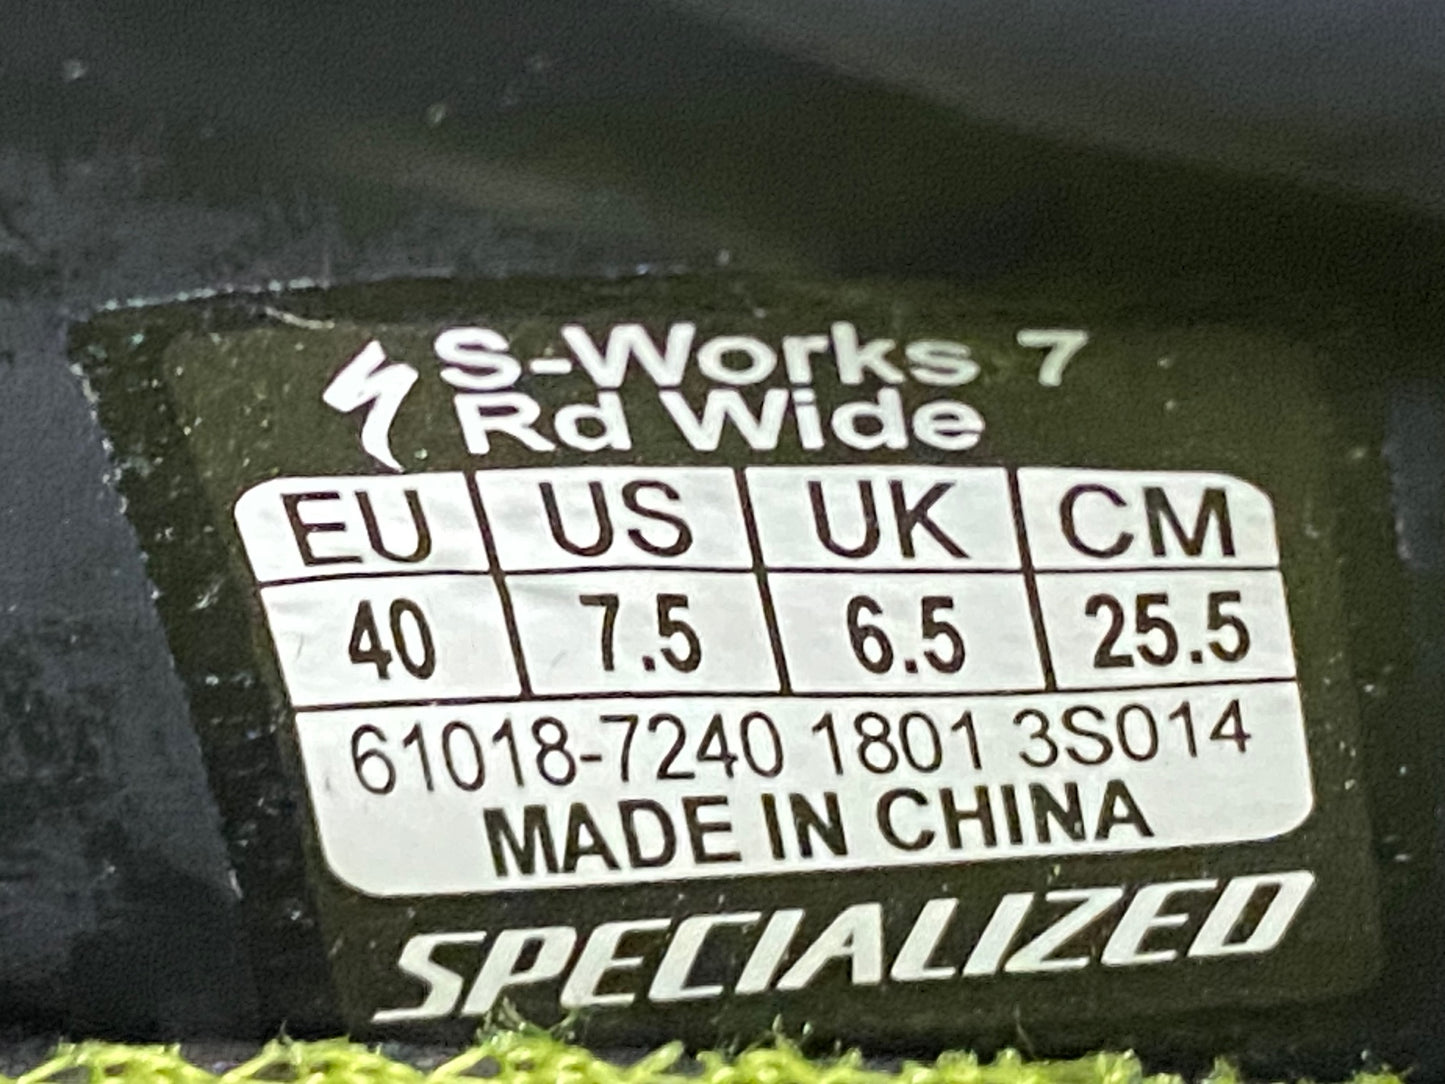 S-Works 7
Rd Wide
EU US UK CM
40 7.5 6.5 25.5
61018-7240 1801 3S014
MADE IN CHINA
SPECIALIZED